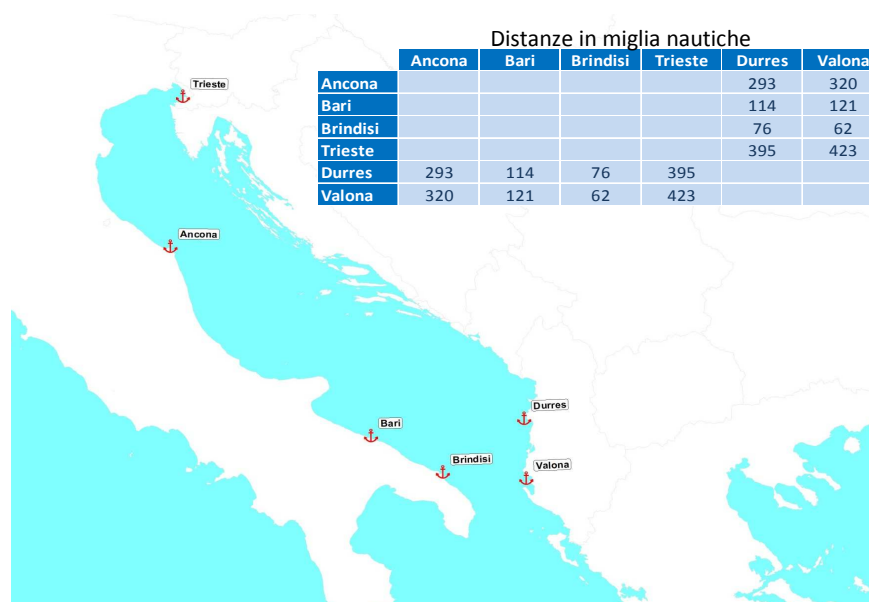 Distanze in miglia nautiche
Ancona Bari Brindisi Trieste Durres Valona
Ancona 293 320
Bari 114 121
Brindisi 76 62
Trieste 395 423
Durres 293 114 76 395
Valona 320 121 62 423
Trieste
Ancona
Durres
Bari
Brindisi
Valona